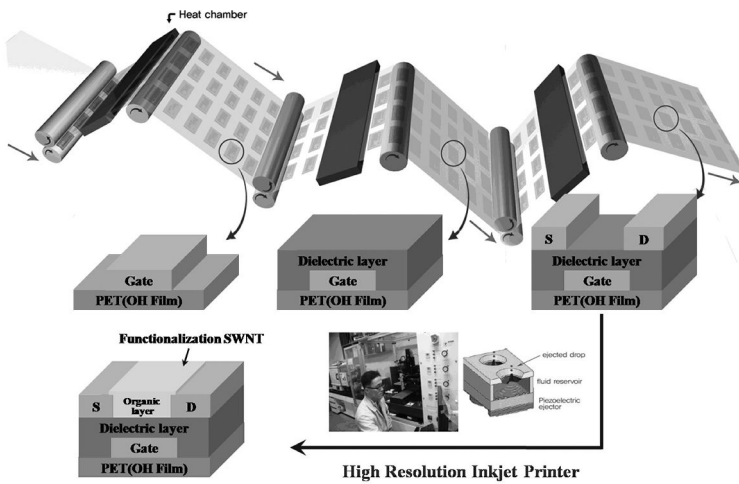 Heat chamber
Gate
PET(OH Film)
Dielectric layer
Gate
PET(OH Film)
S
D
Dielectric layer
Gate
PET(OH Film)
Functionalization SWNT
S
Organic
layer
D
Dielectric layer
Gate
PET(OH Film)
ejected drop
fluid reservoir
Piezoelectric
ejector
High Resolution Inkjet Printer